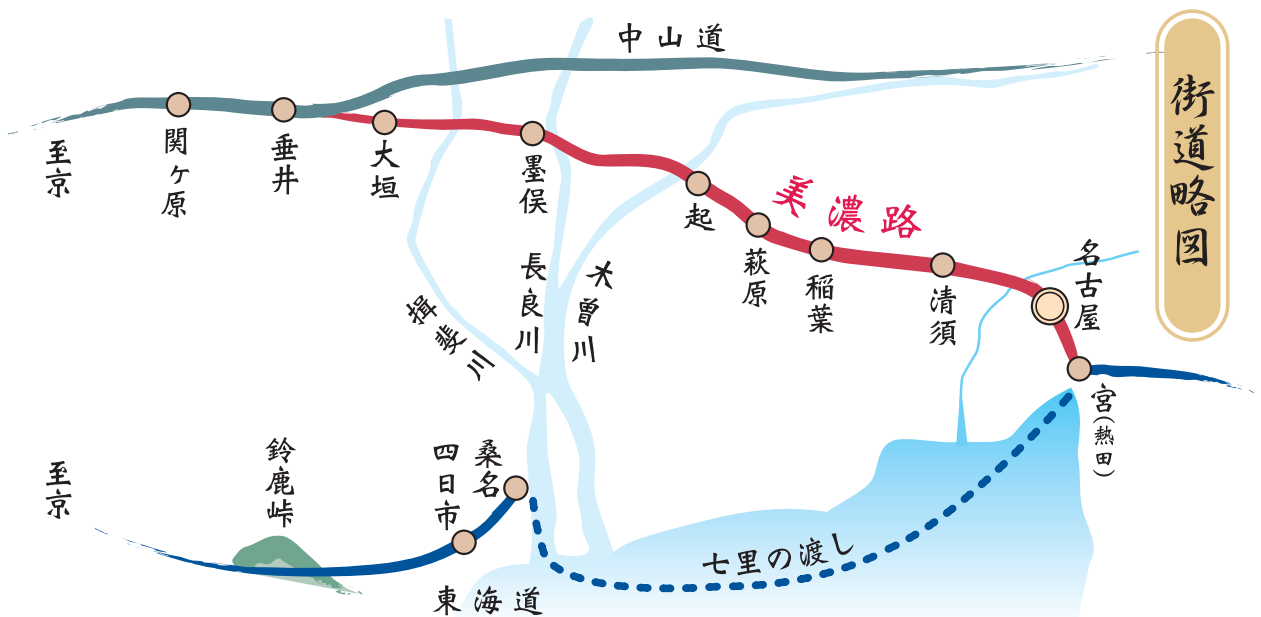 街道略図
中山道
至京
関ヶ原
垂井
大垣
墨俣
起
美濃路
萩原
稲葉
清須
名古屋
宮(熱田)
揖斐川
長良川
木曽川
至京
鈴鹿峠
四日市
桑名
七里の渡し
東海道